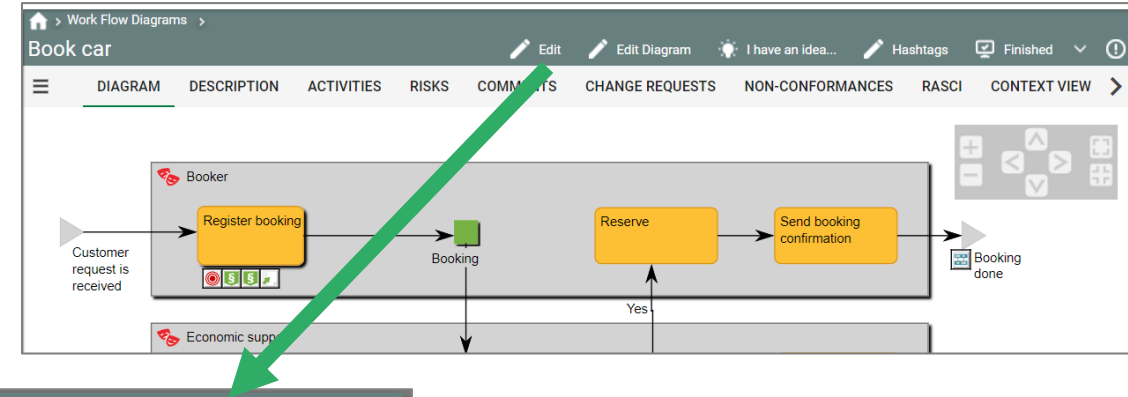 > Work Flow Diagrams >
Book car
Edit
Edit Diagram
I have an idea...
Hashtags
Finished
DIAGRAM
DESCRIPTION
ACTIVITIES
RISKS
COMMENTS
CHANGE REQUESTS
NON-CONFORMANCES
RASCI
CONTEXT VIEW
Booker
Register booking
Reserve
Send booking
confirmation
Customer
request is
received
§ §
Booking
Booking
done
Yes
Economic